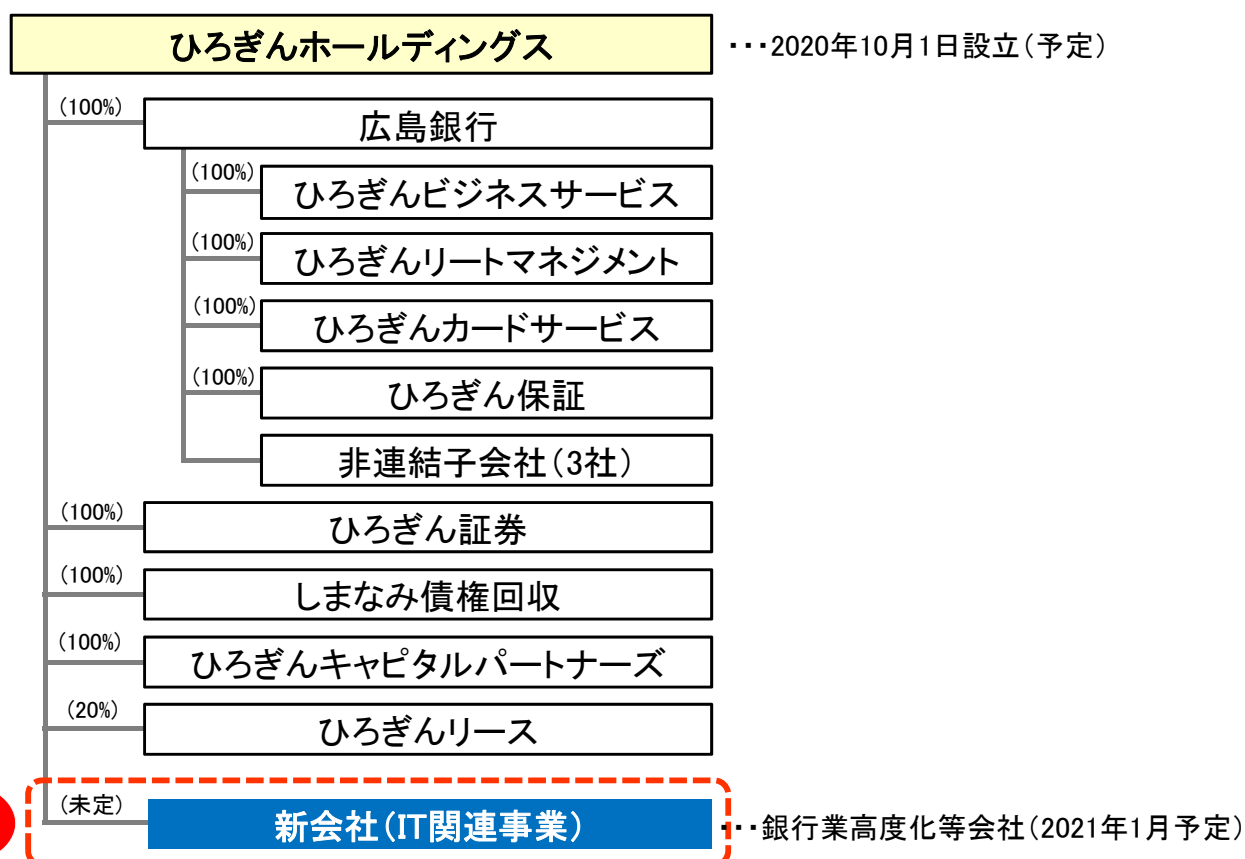 ひろぎんホールディングス ・・・2020年10月1日設立(予定)
(100%) 広島銀行
(100%) ひろぎんビジネスサービス
(100%) ひろぎんリートマネジメント
(100%) ひろぎんカードサービス
(100%) ひろぎん保証
非連結子会社(3社)
(100%) ひろぎん証券
(100%) しまなみ債権回収
(100%) ひろぎんキャピタルパートナーズ
(20%) ひろぎんリース
(未定) 新会社(IT関連事業) ・・・銀行業高度化等会社(2021年1月予定)